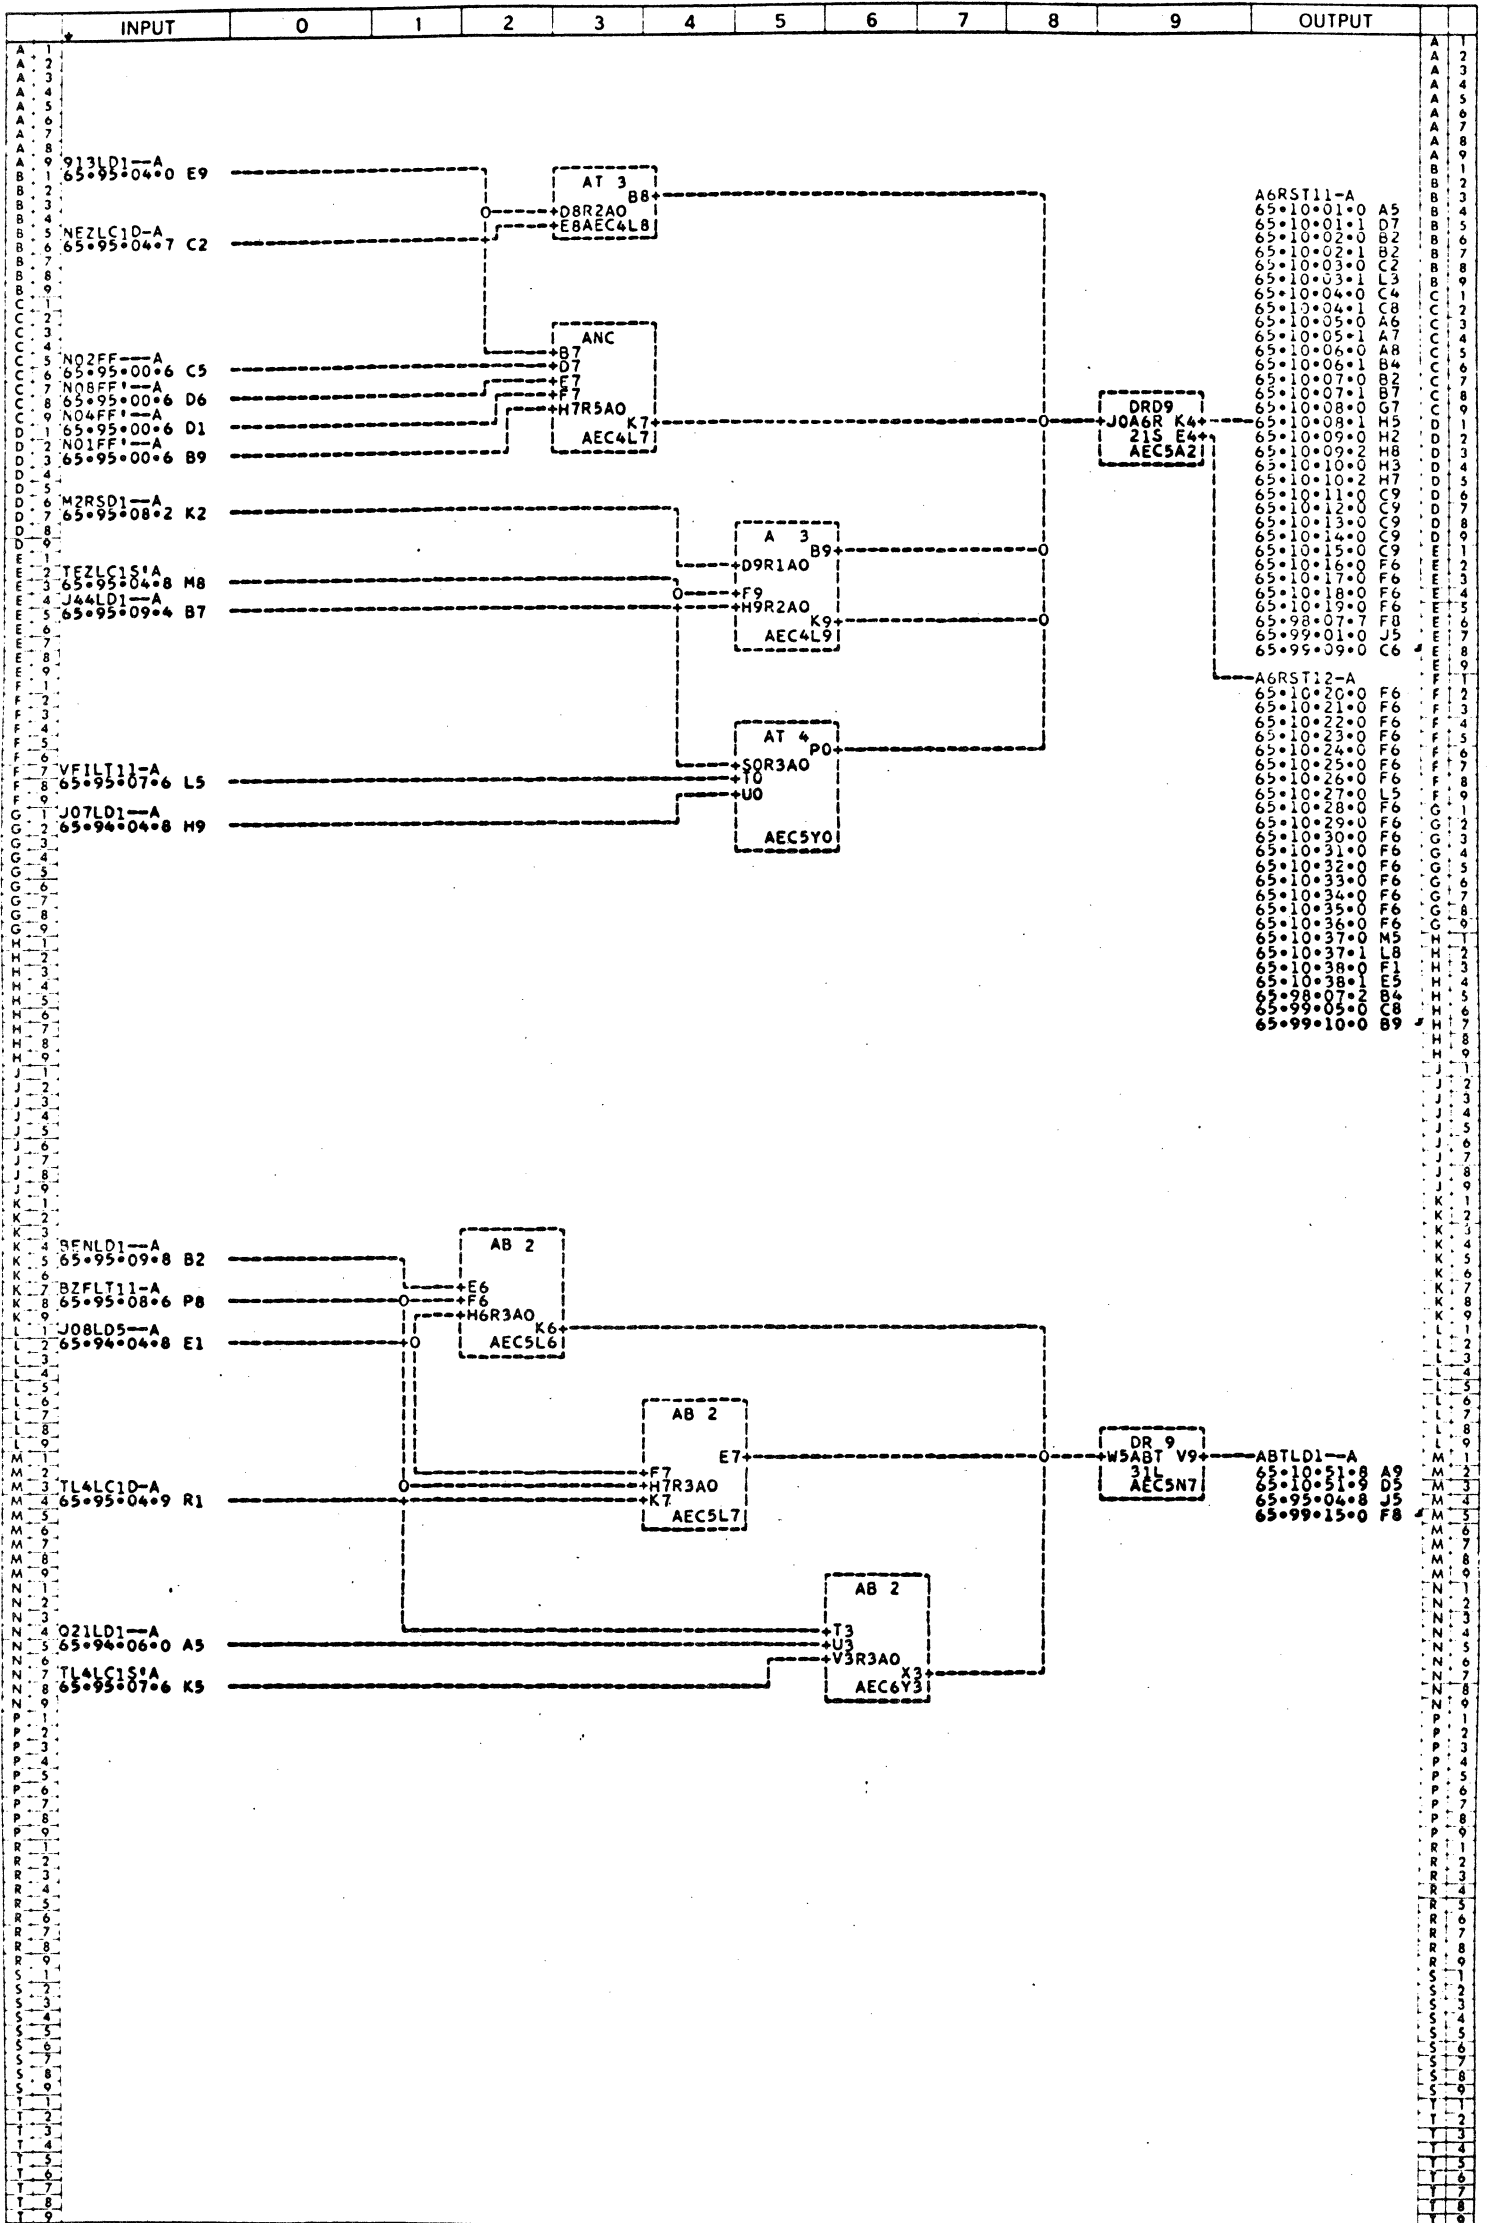 INPUT 0 1 2 3 4 5 6 7 8 9 OUTPUT
913LD1--A
65•95•04•0 E9
NEZLC1D-A
65•95•04•7 C2
N02FF---A
65•95•00•6 C5
N08FF'--A
65•95•00•6 D6
N04FF'--A
65•95•00•6 D1
N01FF'--A
65•95•00•6 B9
M2RSD1--A
65•95•08•2 K2
TEZLC1S'A
65•95•04•8 M8
J44LD1--A
65•95•09•4 B7
VFILT11-A
65•95•07•6 L5
J07LD1--A
65•94•04•8 H9
AT 3
B8
D8R2A0
E8AEC4L8
ANC
B7
D7
E7
F7
H7R5A0
K7
AEC4L7
A 3
B9
D9R1A0
F9
H9R2A0
K9
AEC4L9
AT 4
P0
S0R3A0
T0
U0
AEC5Y0
DRD9
J0A6R K4
21S E4
AEC5A2
A6RST11-A
65•10•01•0 A5
65•10•01•1 D7
65•10•02•0 B2
65•10•02•1 B2
65•10•03•0 C2
65•10•03•1 L3
65•10•04•0 C4
65•10•04•1 C8
65•10•05•0 A6
65•10•05•1 A7
65•10•06•0 A8
65•10•06•1 B4
65•10•07•0 B2
65•10•07•1 B7
65•10•08•0 G7
65•10•08•1 H5
65•10•09•0 H2
65•10•09•2 H8
65•10•10•0 H3
65•10•10•2 H7
65•10•11•0 C9
65•10•12•0 C9
65•10•13•0 C9
65•10•14•0 C9
65•10•15•0 C9
65•10•16•0 F6
65•10•17•0 F6
65•10•18•0 F6
65•10•19•0 F6
65•98•07•7 F8
65•99•01•0 J5
65•99•09•0 C6
A6RST12-A
65•10•20•0 F6
65•10•21•0 F6
65•10•22•0 F6
65•10•23•0 F6
65•10•24•0 F6
65•10•25•0 F6
65•10•26•0 F6
65•10•27•0 L5
65•10•28•0 F6
65•10•29•0 F6
65•10•30•0 F6
65•10•31•0 F6
65•10•32•0 F6
65•10•33•0 F6
65•10•34•0 F6
65•10•35•0 F6
65•10•36•0 F6
65•10•37•0 M5
65•10•37•1 L8
65•10•38•0 F1
65•10•38•1 E5
65•98•07•2 B4
65•99•05•0 C8
65•99•10•0 B9
BENLD1--A
65•95•09•8 B2
BZFLT11-A
65•95•08•6 P8
J08LD5--A
65•94•04•8 E1
TL4LC1D-A
65•95•04•9 R1
Q21LD1--A
65•94•06•0 A5
TL4LC1S'A
65•95•07•6 K5
AB 2
E6
F6
H6R3A0
K6
AEC5L6
AB 2
E7
F7
H7R3A0
K7
AEC5L7
AB 2
T3
U3
V3R3A0
X3
AEC6Y3
DR 9
W5ABT V9
31L
AEC5N7
ABTLD1--A
65•10•51•8 A9
65•10•51•9 D5
65•95•04•8 J5
65•99•15•0 F8